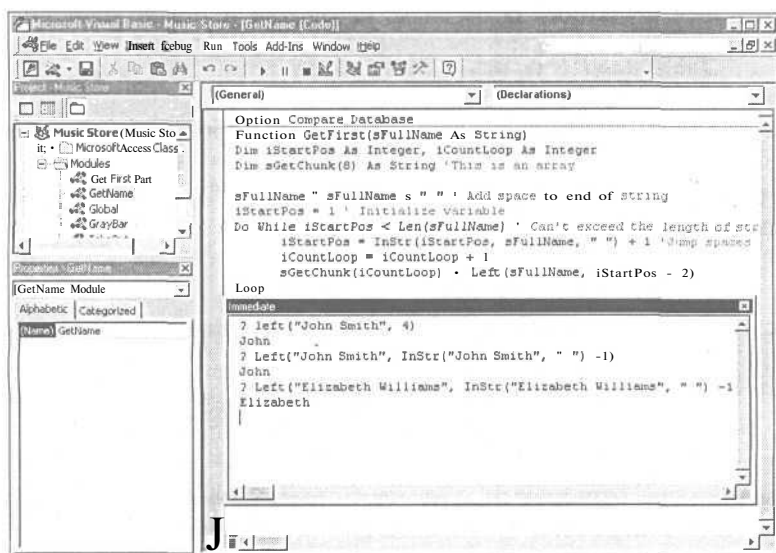 Microsoft Visual Basic - Music Store - [GetName (Code)]
File Edit View Insert fcebug Run Tools Add-Ins Window Help
Project - Music Store
Music Store (Music Sto
it; • MicrosoftAccess Class
Modules
Get First Part
GetName
Global
GrayBar
Properties - GetName
[GetName Module
Alphabetic Categorized
(Name) GetName
(General) (Declarations)
Option Compare Database
Function GetFirst(sFullName As String)
Dim iStartPos As Integer, iCountLoop As Integer
Dim sGetChunk(8) As String 'This is an array
sFullName " sFullName s " " ' Add space to end of string
iStartPos = 1 ' Initialize variable
Do While iStartPos < Len(sFullName) ' Can't exceed the length of str
iStartPos = InStr(iStartPos, sFullName, " ") + 1 'Jump spaces
iCountLoop = iCountLoop + 1
sGetChunk(iCountLoop) • Left(sFullName, iStartPos - 2)
Loop
Immediate
? left("John Smith", 4)
John
? Left("John Smith", InStr("John Smith", " ") -1)
John
? Left("Elizabeth Williams", InStr("Elizabeth Williams", " ") -1
Elizabeth
J